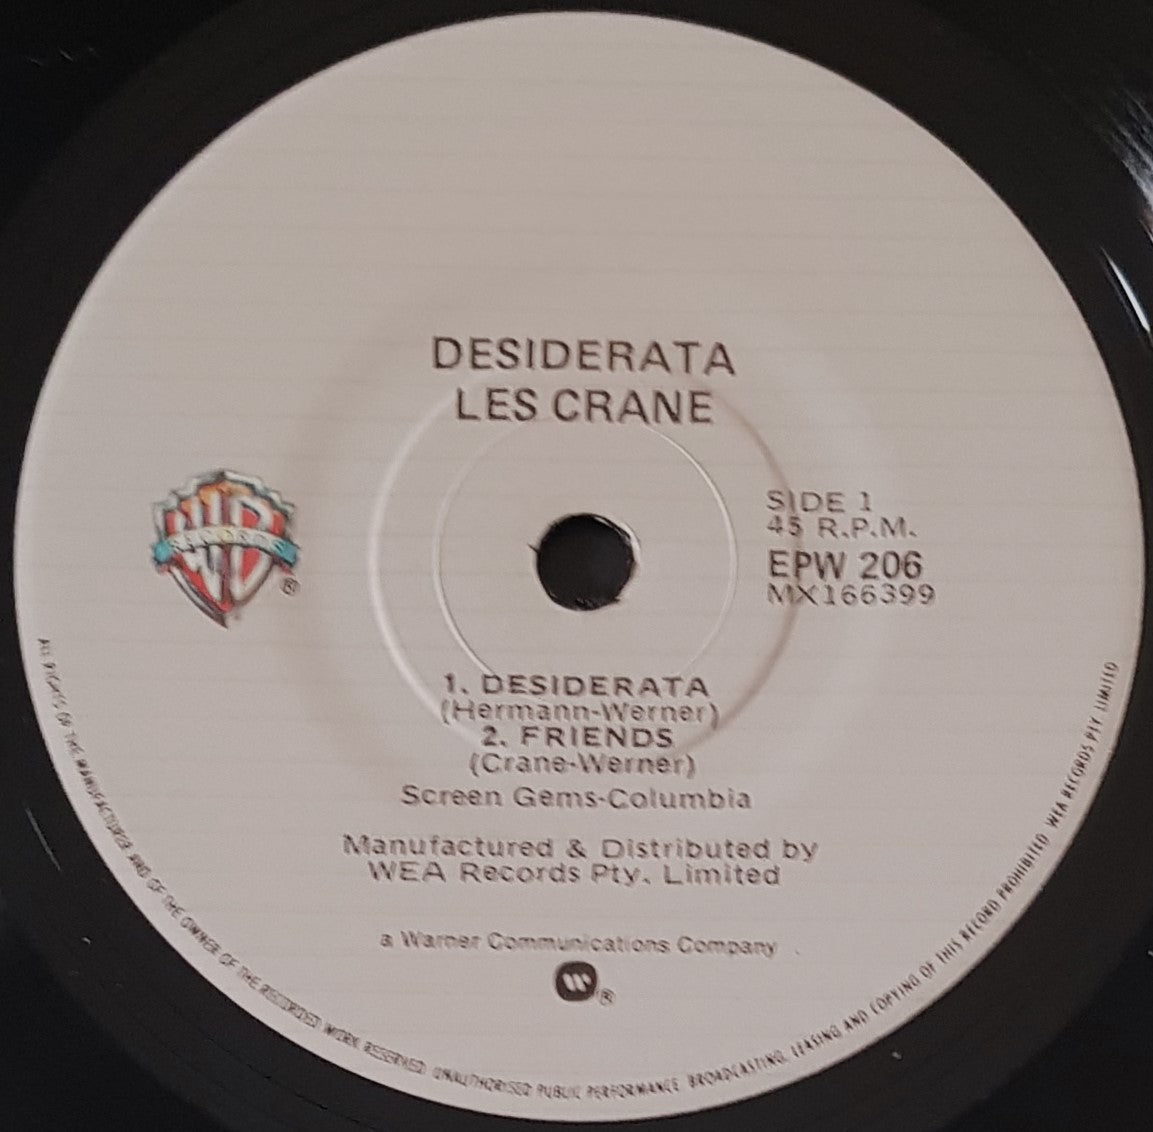 DESIDERATA
LES CRANE
WB
RECORDS
®
SIDE 1
45 R.P.M.
EPW 206
MX166399
1. DESIDERATA
(Hermann-Werner)
2. FRIENDS
(Crane-Werner)
Screen Gems-Columbia
Manufactured & Distributed by
WEA Records Pty. Limited
a Warner Communications Company
®
ALL RIGHTS OF THE MANUFACTURER AND OF THE OWNER OF THE RECORDED WORK RESERVED. UNAUTHORISED PUBLIC PERFORMANCE BROADCASTING, LEASING AND COPYING OF THIS RECORD PROHIBITED WEA RECORDS PTY. LIMITED